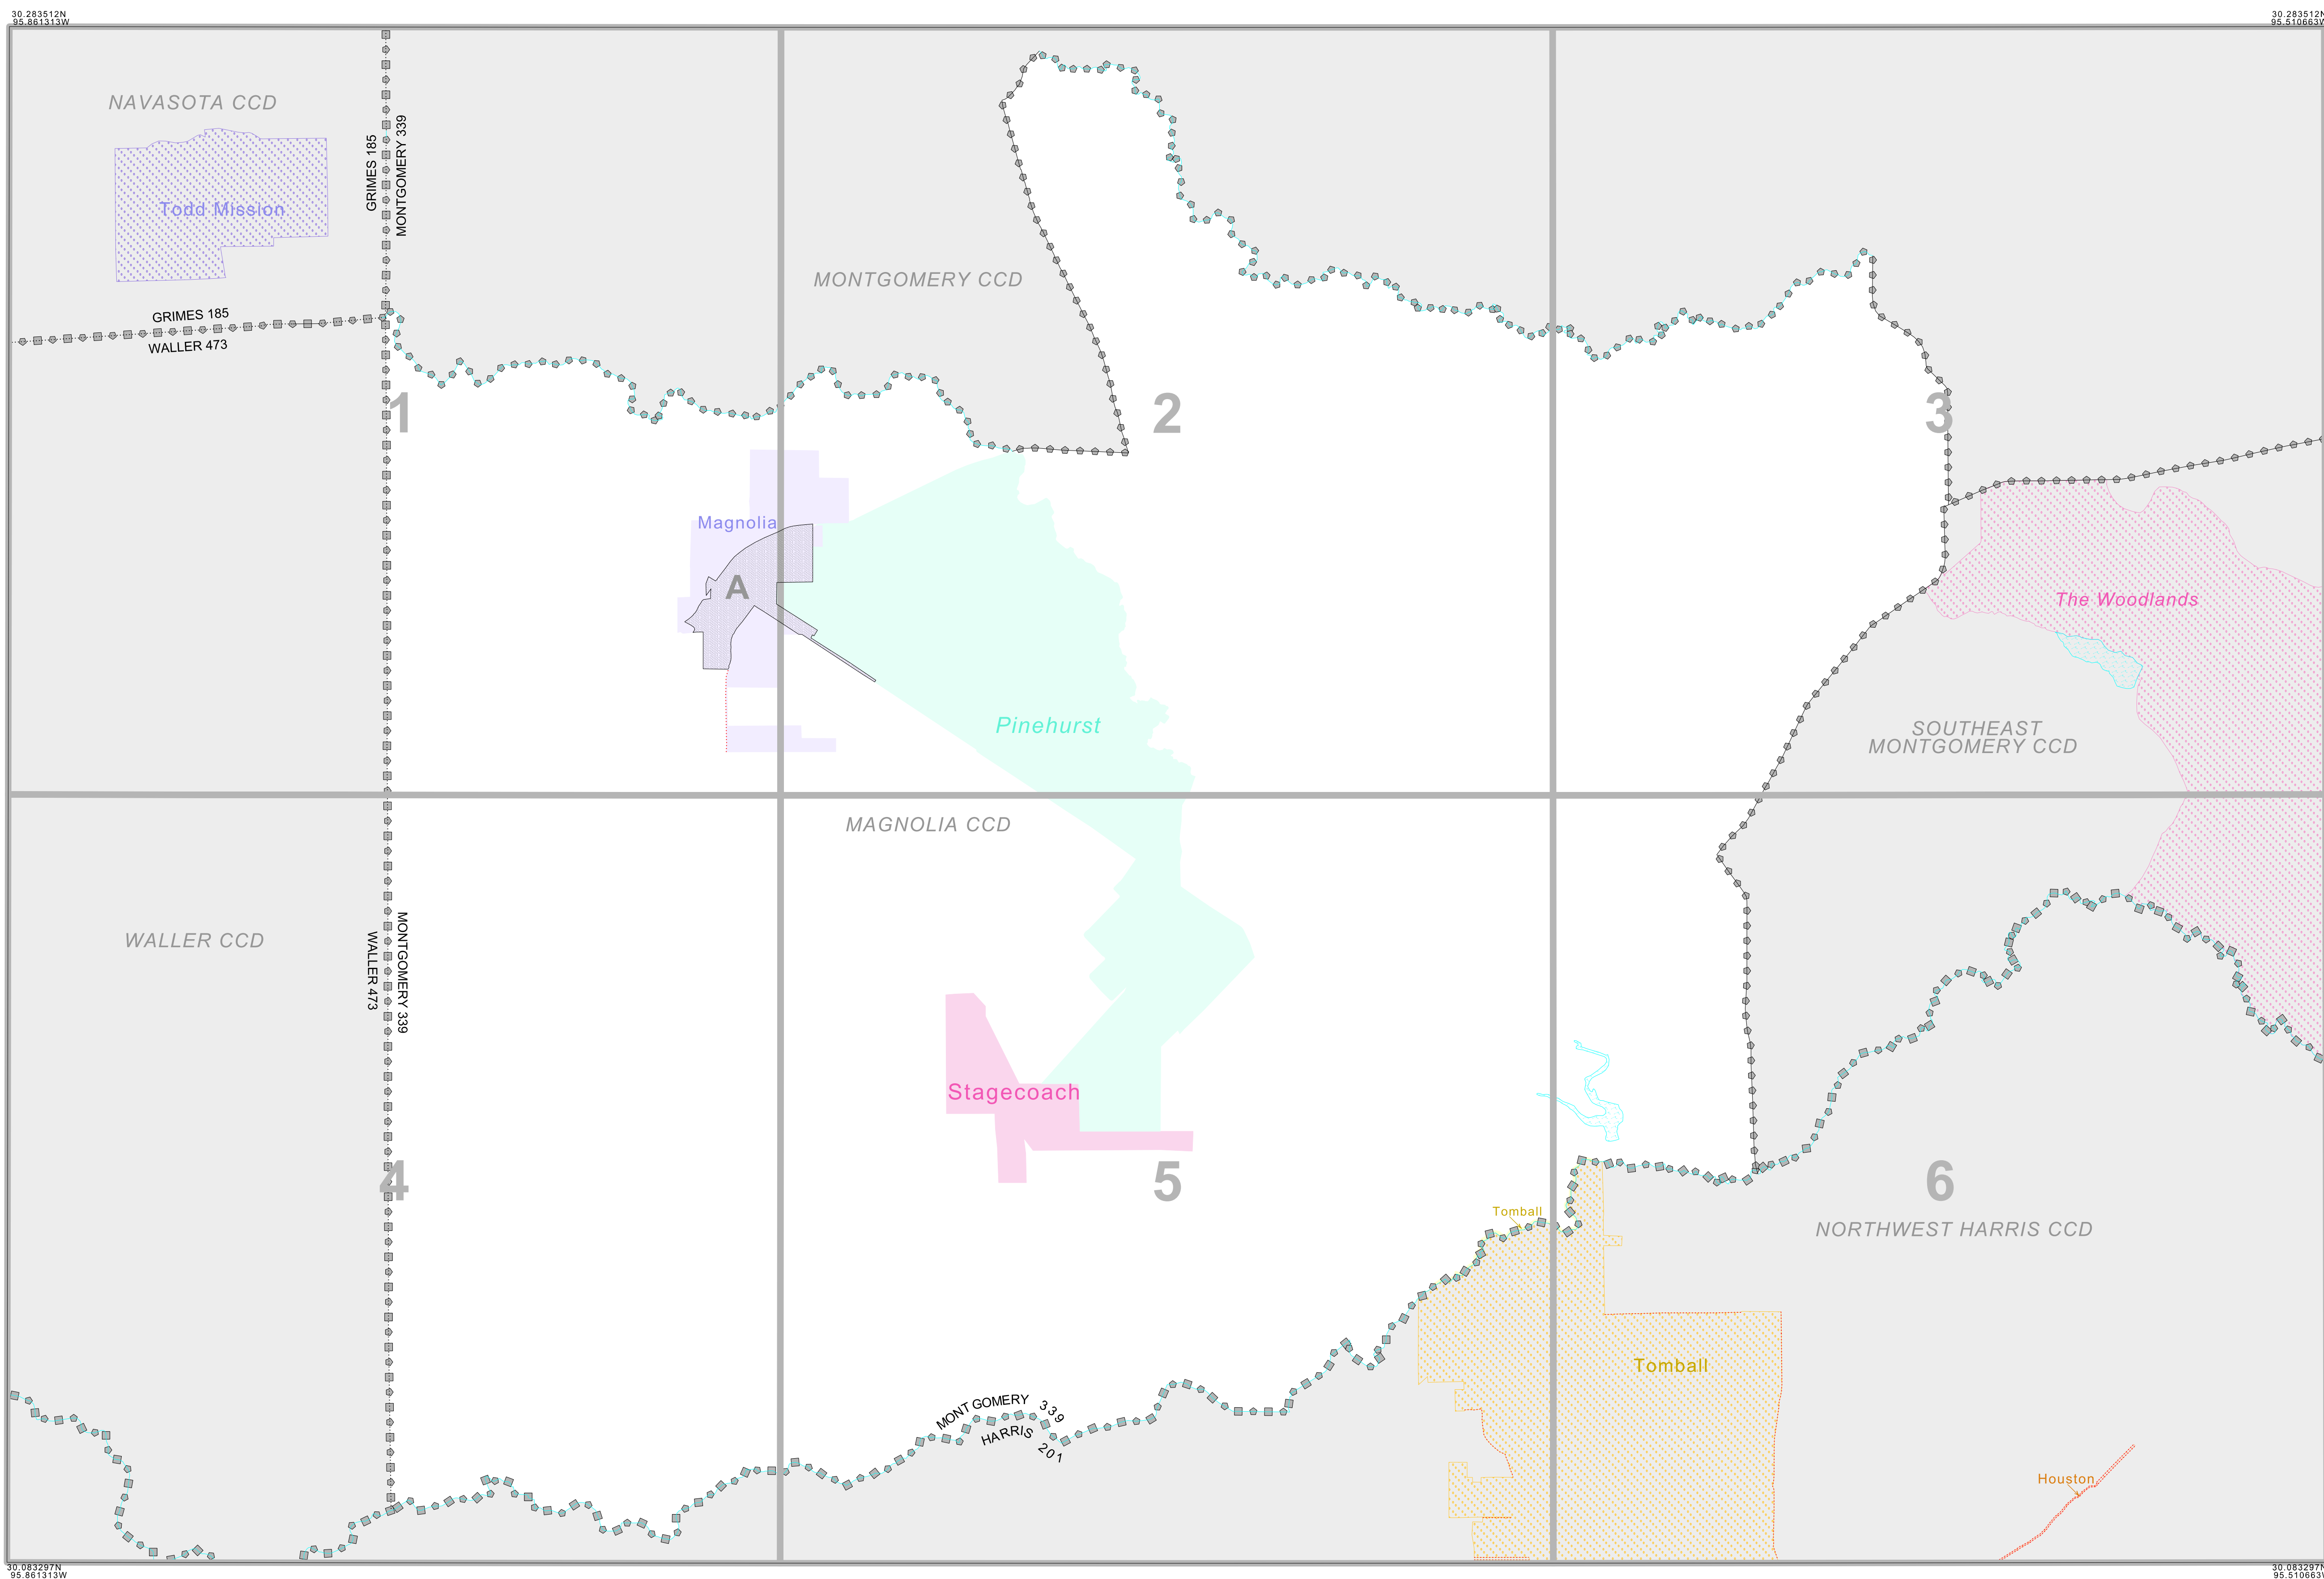 30.283512N
95.861313W
30.283512N
95.510663W
NAVASOTA CCD
Todd Mission
GRIMES 185
MONTGOMERY 339
GRIMES 185
WALLER 473
MONTGOMERY CCD
1
2
3
Magnolia
A
Pinehurst
The Woodlands
SOUTHEAST
MONTGOMERY CCD
MAGNOLIA CCD
WALLER CCD
WALLER 473
MONTGOMERY 339
Stagecoach
4
5
6
Tomball
NORTHWEST HARRIS CCD
Tomball
MONTGOMERY 339
HARRIS 201
Houston
30.083297N
95.861313W
30.083297N
95.510663W